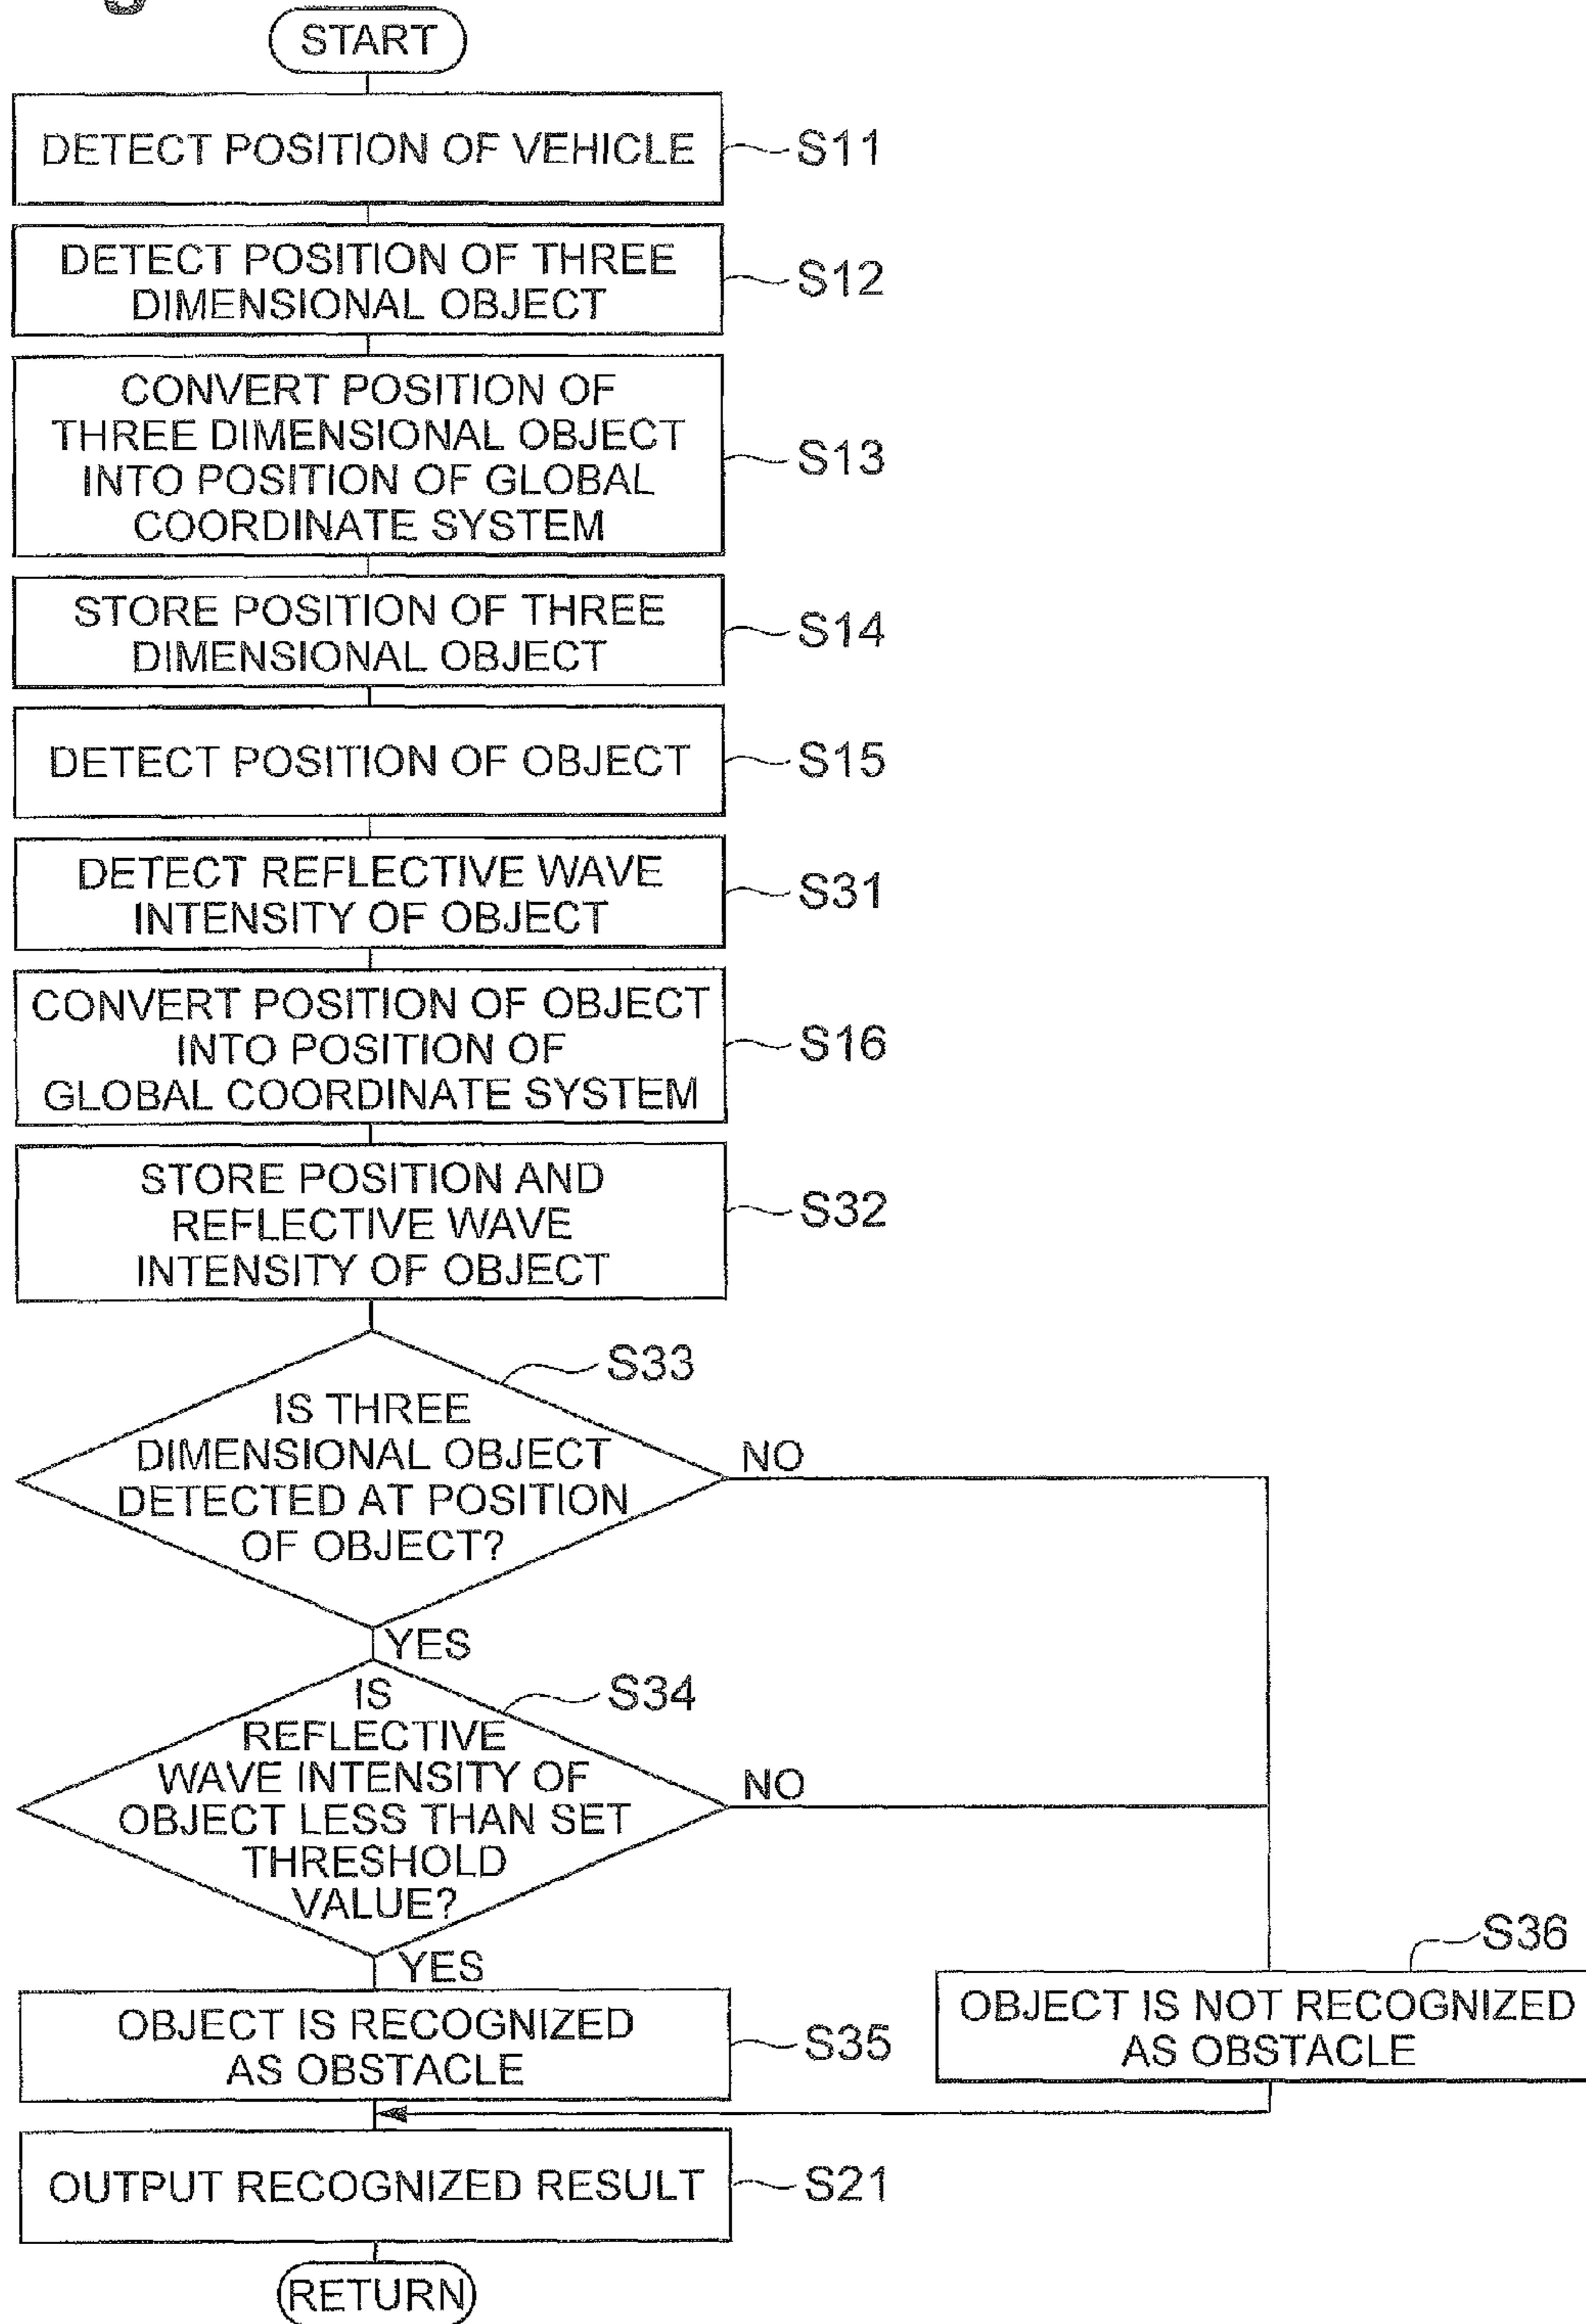 START
DETECT POSITION OF VEHICLE
S11
DETECT POSITION OF THREE
DIMENSIONAL OBJECT
S12
CONVERT POSITION OF
THREE DIMENSIONAL OBJECT
INTO POSITION OF GLOBAL
COORDINATE SYSTEM
S13
STORE POSITION OF THREE
DIMENSIONAL OBJECT
S14
DETECT POSITION OF OBJECT
S15
DETECT REFLECTIVE WAVE
INTENSITY OF OBJECT
S31
CONVERT POSITION OF OBJECT
INTO POSITION OF
GLOBAL COORDINATE SYSTEM
S16
STORE POSITION AND
REFLECTIVE WAVE
INTENSITY OF OBJECT
S32
S33
IS THREE
DIMENSIONAL OBJECT
DETECTED AT POSITION
OF OBJECT?
NO
YES
S34
IS
REFLECTIVE
WAVE INTENSITY OF
OBJECT LESS THAN SET
THRESHOLD
VALUE?
NO
YES
OBJECT IS RECOGNIZED
AS OBSTACLE
S35
S36
OBJECT IS NOT RECOGNIZED
AS OBSTACLE
OUTPUT RECOGNIZED RESULT
S21
RETURN